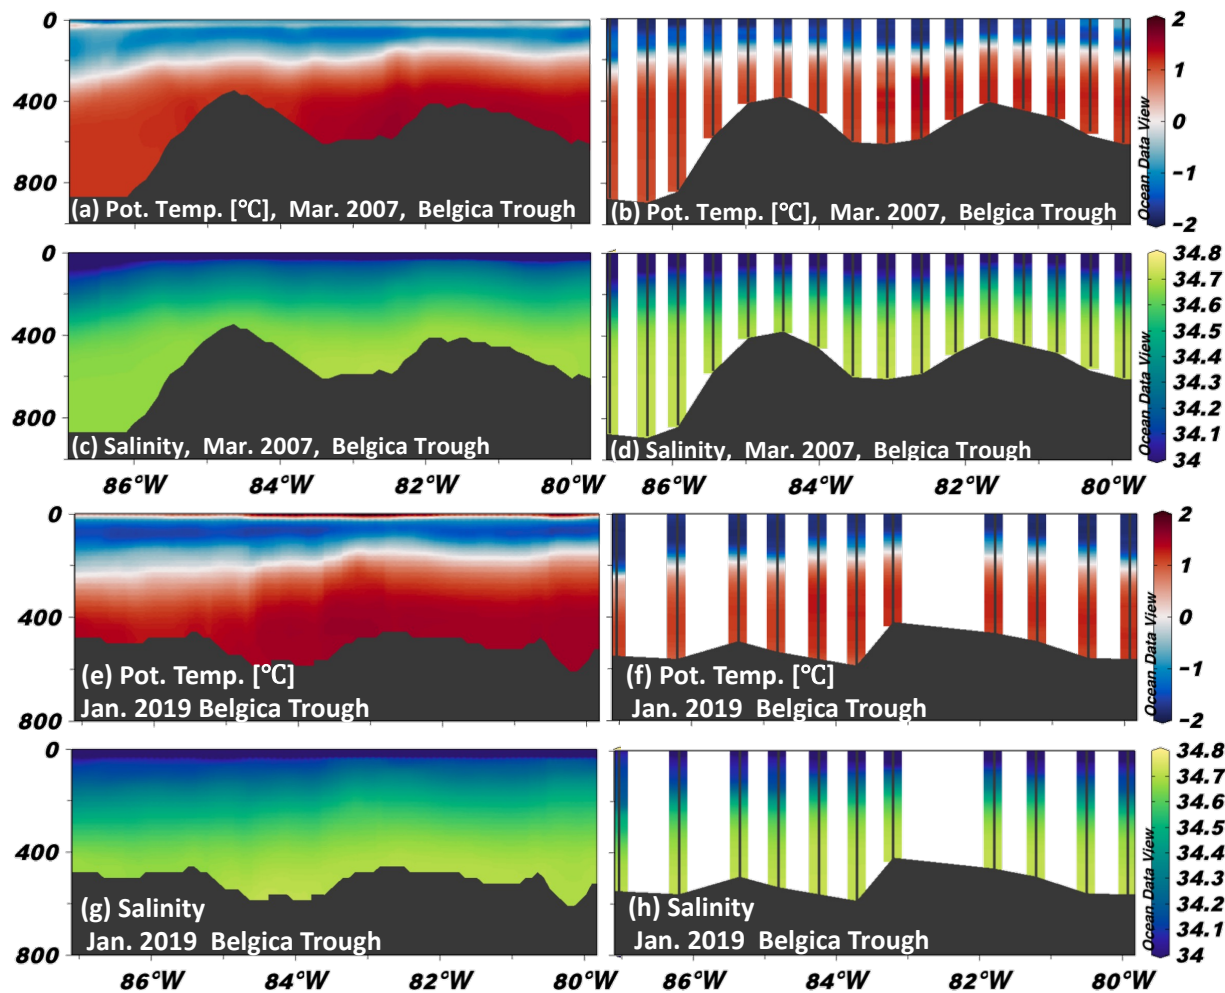 0
400
800
(a) Pot. Temp. [℃], Mar. 2007, Belgica Trough
(b) Pot. Temp. [℃], Mar. 2007, Belgica Trough
Ocean Data View
2
1
0
−1
−2
0
400
800
(c) Salinity, Mar. 2007, Belgica Trough
(d) Salinity, Mar. 2007, Belgica Trough
Ocean Data View
34.8
34.7
34.6
34.5
34.4
34.3
34.2
34.1
34
86°W 84°W 82°W 80°W
86°W 84°W 82°W 80°W
0
400
800
(e) Pot. Temp. [℃]
Jan. 2019 Belgica Trough
(f) Pot. Temp. [℃]
Jan. 2019 Belgica Trough
Ocean Data View
2
1
0
−1
−2
0
400
800
(g) Salinity
Jan. 2019 Belgica Trough
(h) Salinity
Jan. 2019 Belgica Trough
Ocean Data View
34.8
34.7
34.6
34.5
34.4
34.3
34.2
34.1
34
86°W 84°W 82°W 80°W
86°W 84°W 82°W 80°W